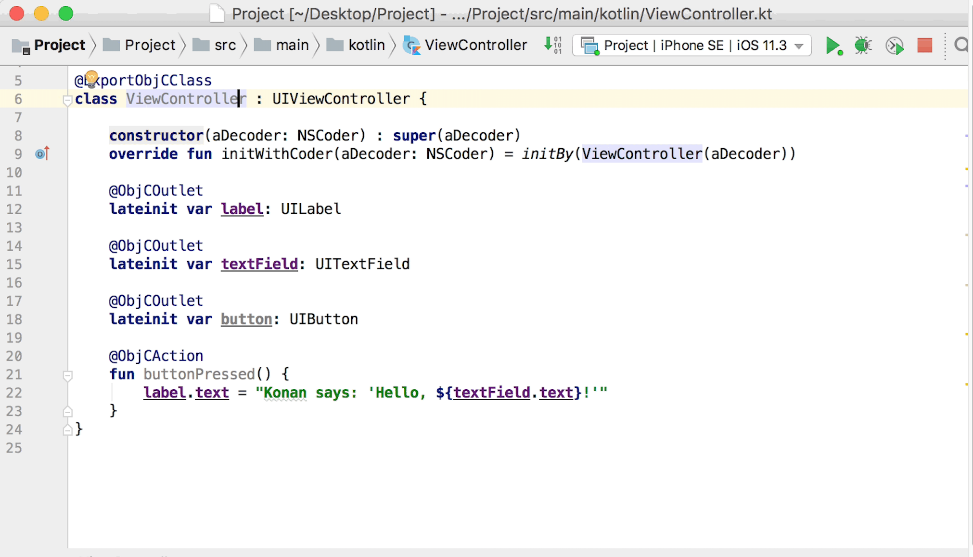 Project [~/Desktop/Project] - .../Project/src/main/kotlin/ViewController.kt
Project Project src main kotlin ViewController Project | iPhone SE | iOS 11.3
5 @ExportObjCClass
6 class ViewController : UIViewController {
7
8 constructor(aDecoder: NSCoder) : super(aDecoder)
9 override fun initWithCoder(aDecoder: NSCoder) = initBy(ViewController(aDecoder))
10
11 @ObjCOutlet
12 lateinit var label: UILabel
13
14 @ObjCOutlet
15 lateinit var textField: UITextField
16
17 @ObjCOutlet
18 lateinit var button: UIButton
19
20 @ObjCAction
21 fun buttonPressed() {
22 label.text = "Konan says: 'Hello, ${textField.text}!'"
23 }
24 }
25